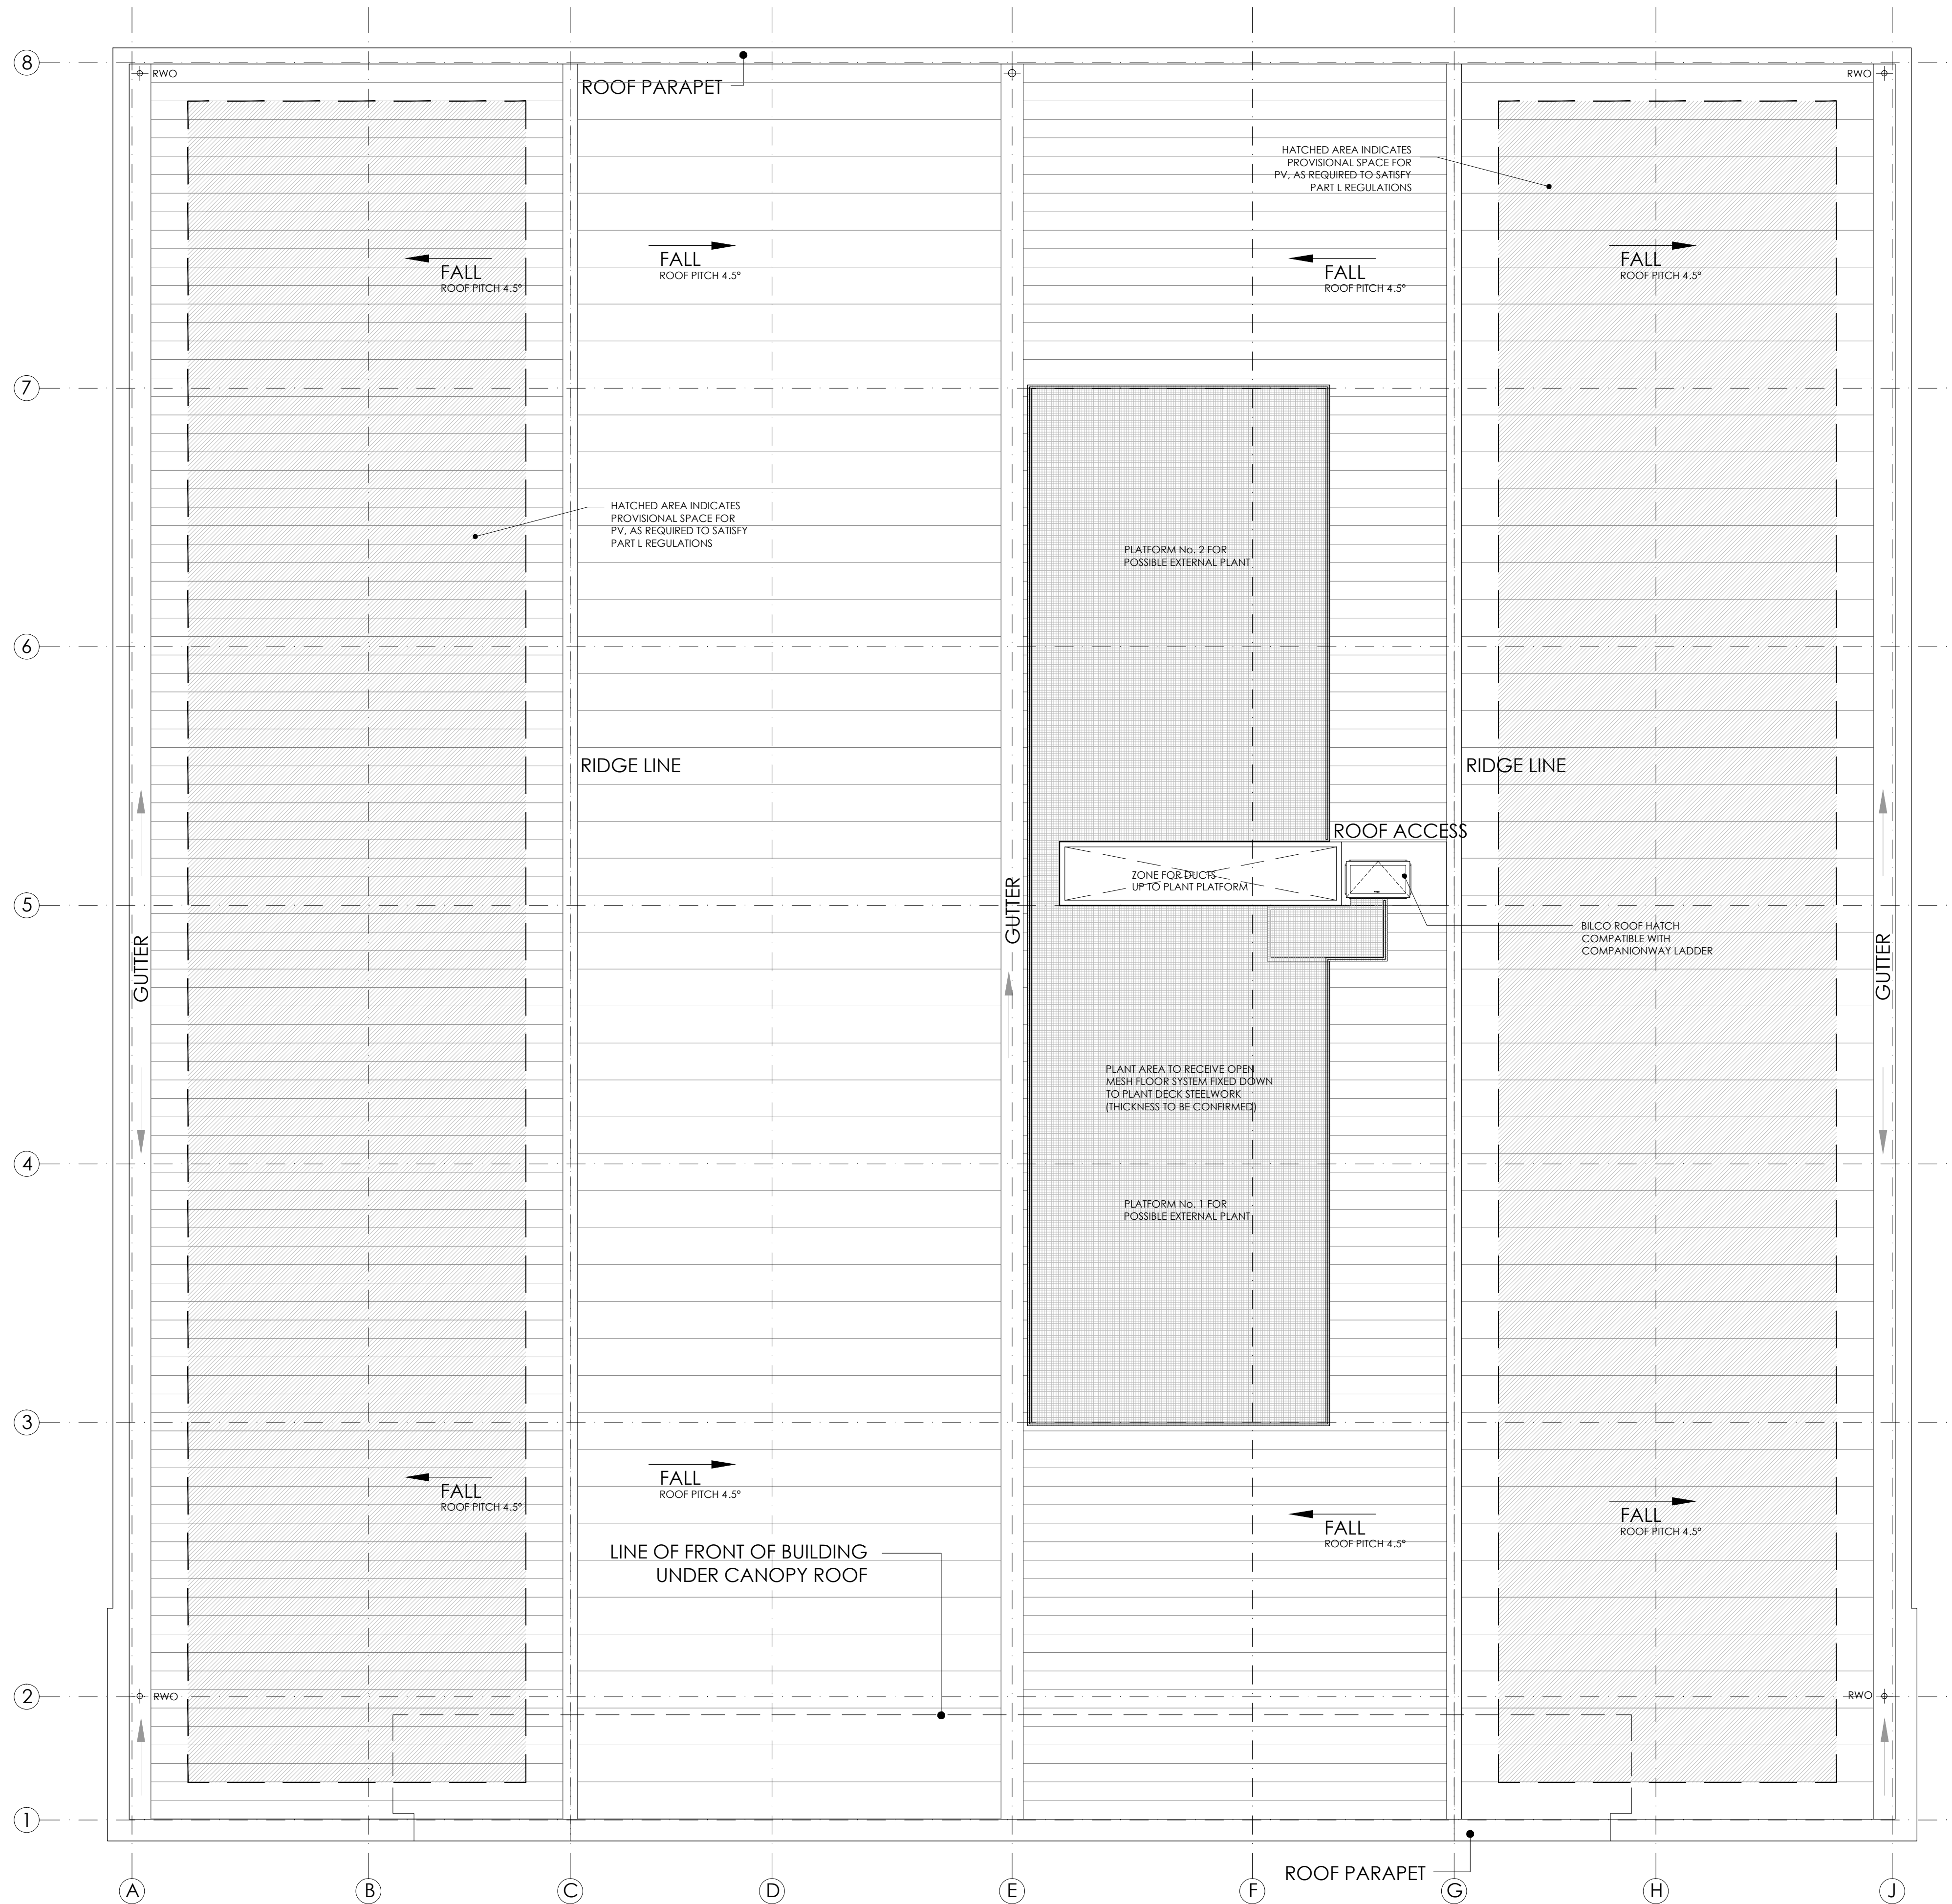 8
RWO
ROOF PARAPET
RWO
HATCHED AREA INDICATES
PROVISIONAL SPACE FOR
PV, AS REQUIRED TO SATISFY
PART L REGULATIONS
FALL
ROOF PITCH 4.5°
FALL
ROOF PITCH 4.5°
FALL
ROOF PITCH 4.5°
FALL
ROOF PITCH 4.5°
7
HATCHED AREA INDICATES
PROVISIONAL SPACE FOR
PV, AS REQUIRED TO SATISFY
PART L REGULATIONS
PLATFORM No. 2 FOR
POSSIBLE EXTERNAL PLANT
6
RIDGE LINE
RIDGE LINE
ROOF ACCESS
ZONE FOR DUCTS
UP TO PLANT PLATFORM
5
GUTTER
GUTTER
GUTTER
BILCO ROOF HATCH
COMPATIBLE WITH
COMPANIONWAY LADDER
PLANT AREA TO RECEIVE OPEN
MESH FLOOR SYSTEM FIXED DOWN
TO PLANT DECK STEELWORK
(THICKNESS TO BE CONFIRMED)
4
PLATFORM No. 1 FOR
POSSIBLE EXTERNAL PLANT
3
FALL
ROOF PITCH 4.5°
FALL
ROOF PITCH 4.5°
FALL
ROOF PITCH 4.5°
FALL
ROOF PITCH 4.5°
LINE OF FRONT OF BUILDING
UNDER CANOPY ROOF
2
RWO
RWO
1
ROOF PARAPET
A
B
C
D
E
F
G
H
J